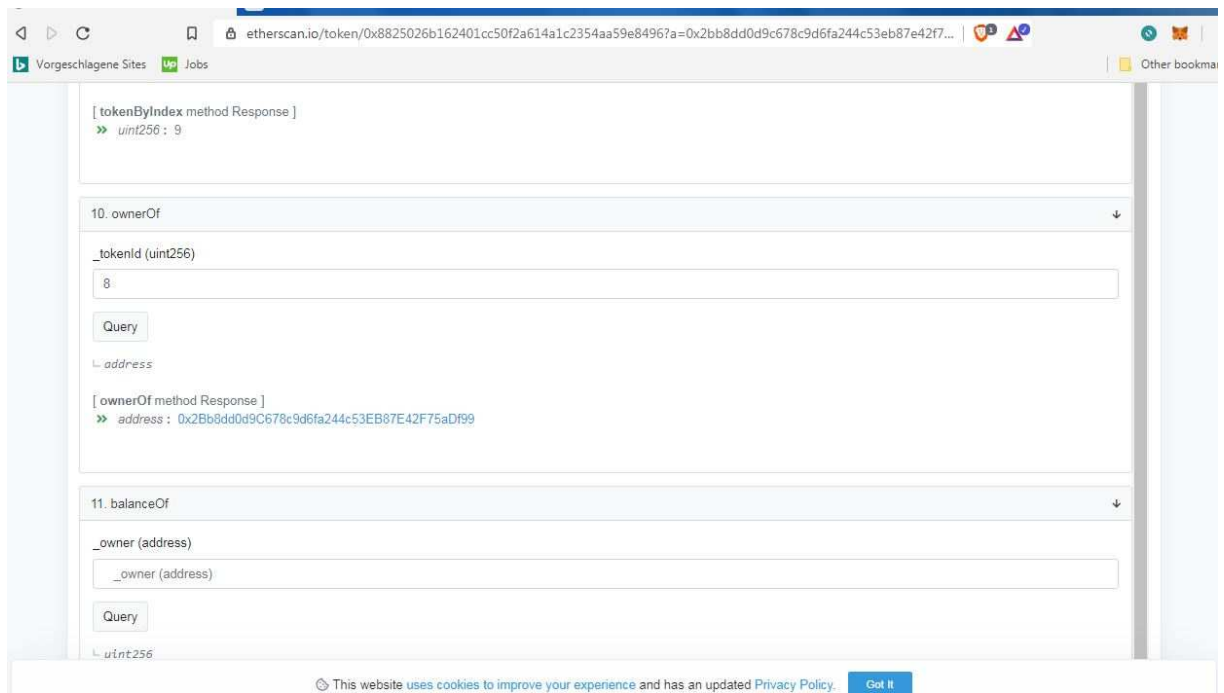 etherscan.io/token/0x8825026b162401cc50f2a614a1c2354aa59e8496?a=0x2bb8dd0d9c678c9d6fa244c53eb87e42f7...
Vorgeschlagene Sites Up Jobs Other bookmar
[ tokenByIndex method Response ]
>> uint256 : 9
10. ownerOf
_tokenId (uint256)
8
Query
address
[ ownerOf method Response ]
>> address : 0x2Bb8dd0d9C678c9d6fa244c53EB87E42F75aDf99
11. balanceOf
_owner (address)
_owner (address)
Query
uint256
This website uses cookies to improve your experience and has an updated Privacy Policy. Got It